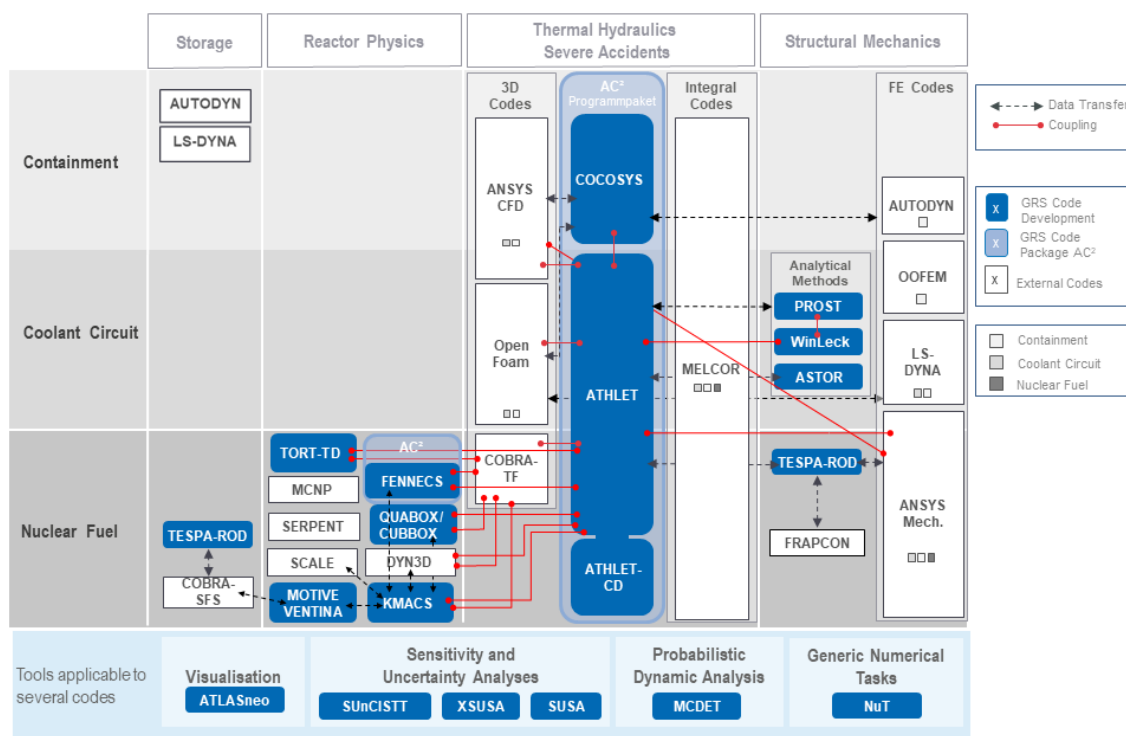 Storage
Reactor Physics
Thermal Hydraulics
Severe Accidents
Structural Mechanics
3D
Codes
AC²
Programmpaket
Integral
Codes
FE Codes
Data Transfer
Coupling
Containment
AUTODYN
LS-DYNA
ANSYS
CFD
COCOSYS
AUTODYN
X
GRS Code
Development
X
GRS Code
Package AC²
X
External Codes
Coolant Circuit
Open
Foam
ATHLET
MELCOR
Analytical
Methods
PROST
WinLeck
ASTOR
OOFEM
LS-
DYNA
Containment
Coolant Circuit
Nuclear Fuel
Nuclear Fuel
TESPA-ROD
COBRA-
SFS
TORT-TD
MCNP
SERPENT
SCALE
MOTIVE
VENTINA
AC²
FENNECS
QUABOX/
CUBBOX
DYN3D
KMACS
COBRA-
TF
ATHLET-
CD
TESPA-ROD
FRAPCON
ANSYS
Mech.
Tools applicable to
several codes
Visualisation
ATLASneo
Sensitivity and
Uncertainty Analyses
SUnCISTT
XSUSA
SUSA
Probabilistic
Dynamic Analysis
MCDET
Generic Numerical
Tasks
NuT